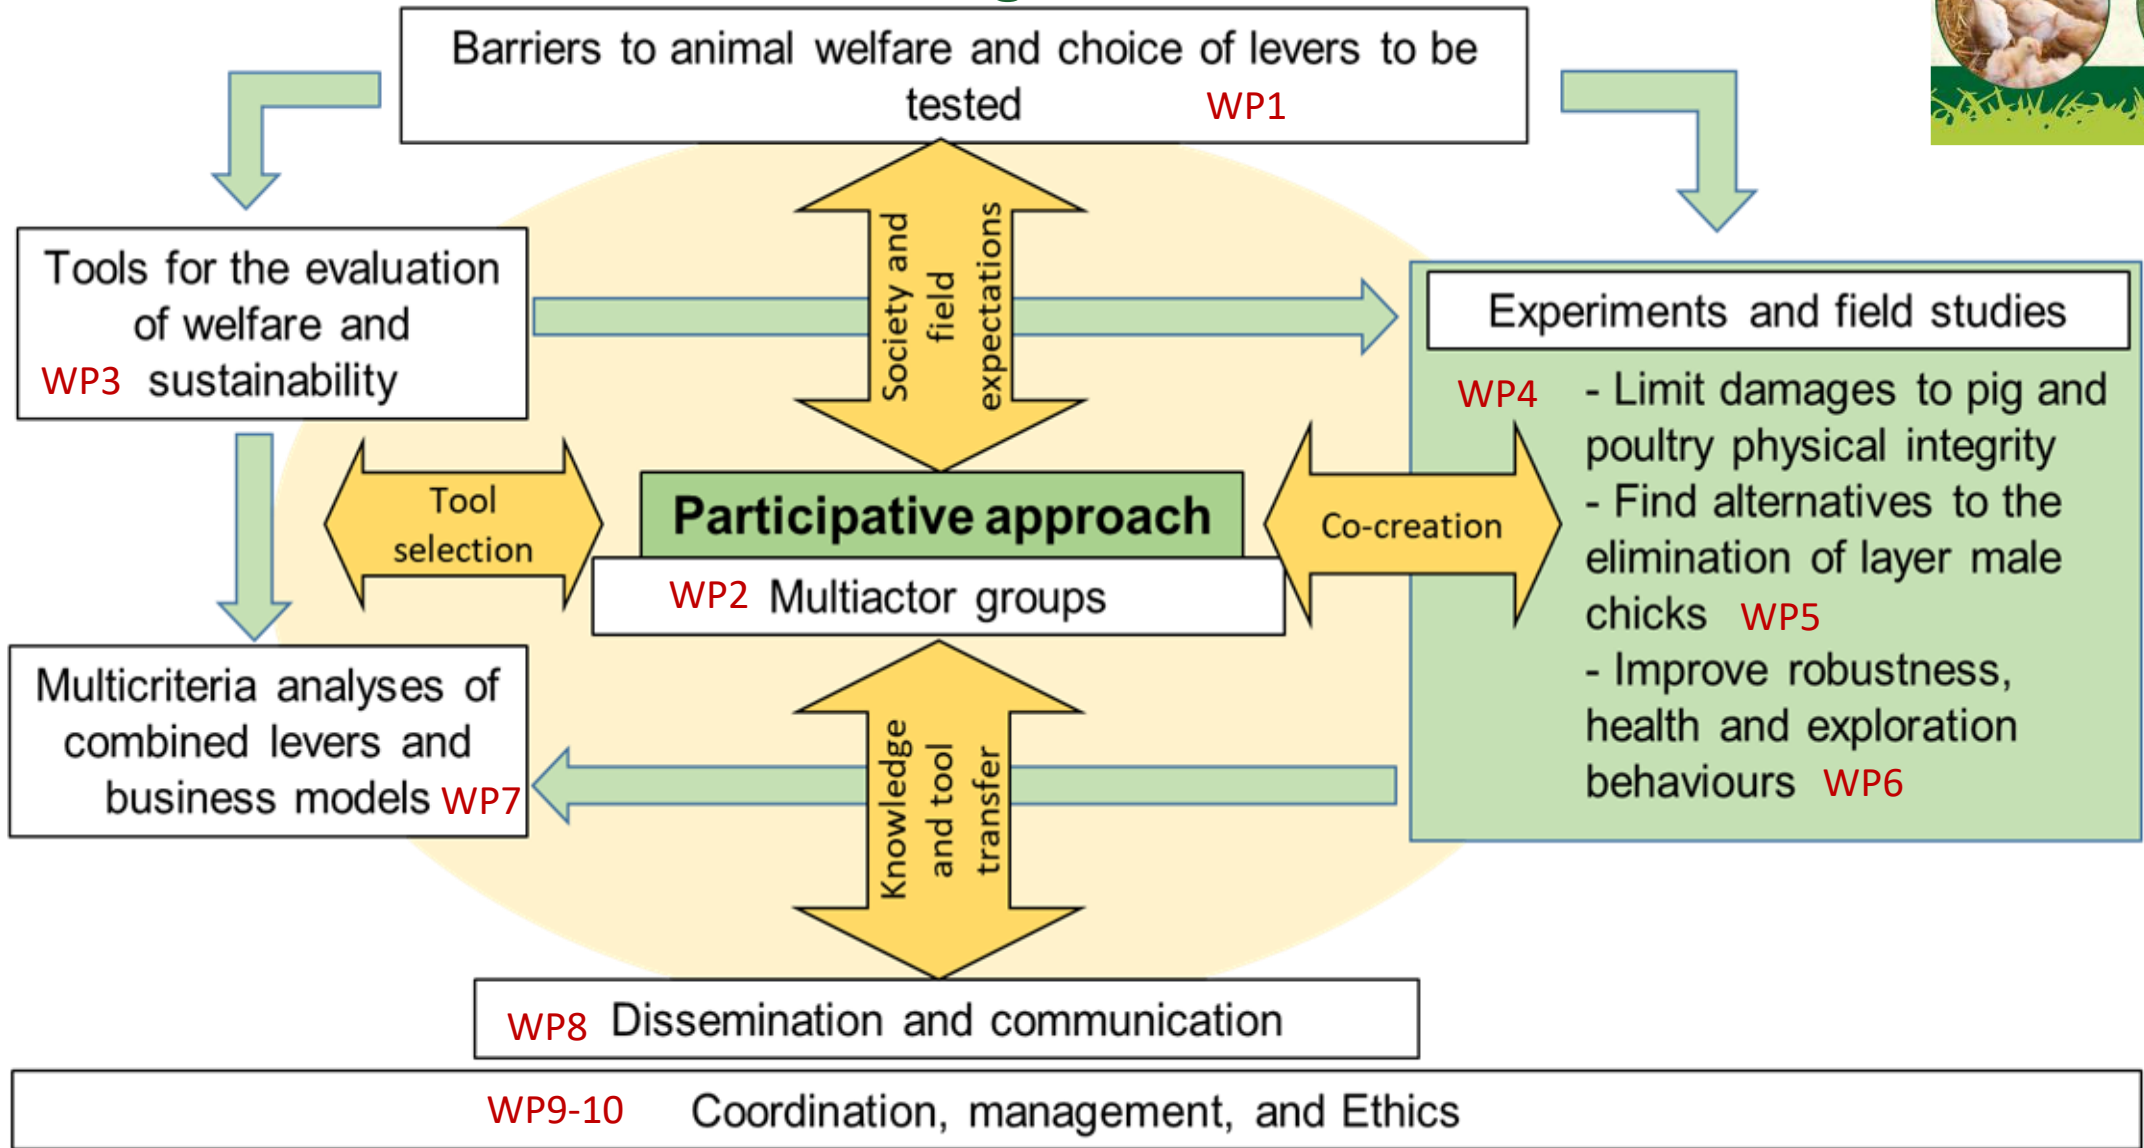 Barriers to animal welfare and choice of levers to be
tested WP1
Society and
field
expectations
Tools for the evaluation
of welfare and
WP3 sustainability
Experiments and field studies
WP4 - Limit damages to pig and
poultry physical integrity
- Find alternatives to the
elimination of layer male
chicks WP5
- Improve robustness,
health and exploration
behaviours WP6
Tool
selection
Participative approach
WP2 Multiactor groups
Co-creation
Multicriteria analyses of
combined levers and
business models WP7
Knowledge
and tool
transfer
WP8 Dissemination and communication
WP9-10 Coordination, management, and Ethics